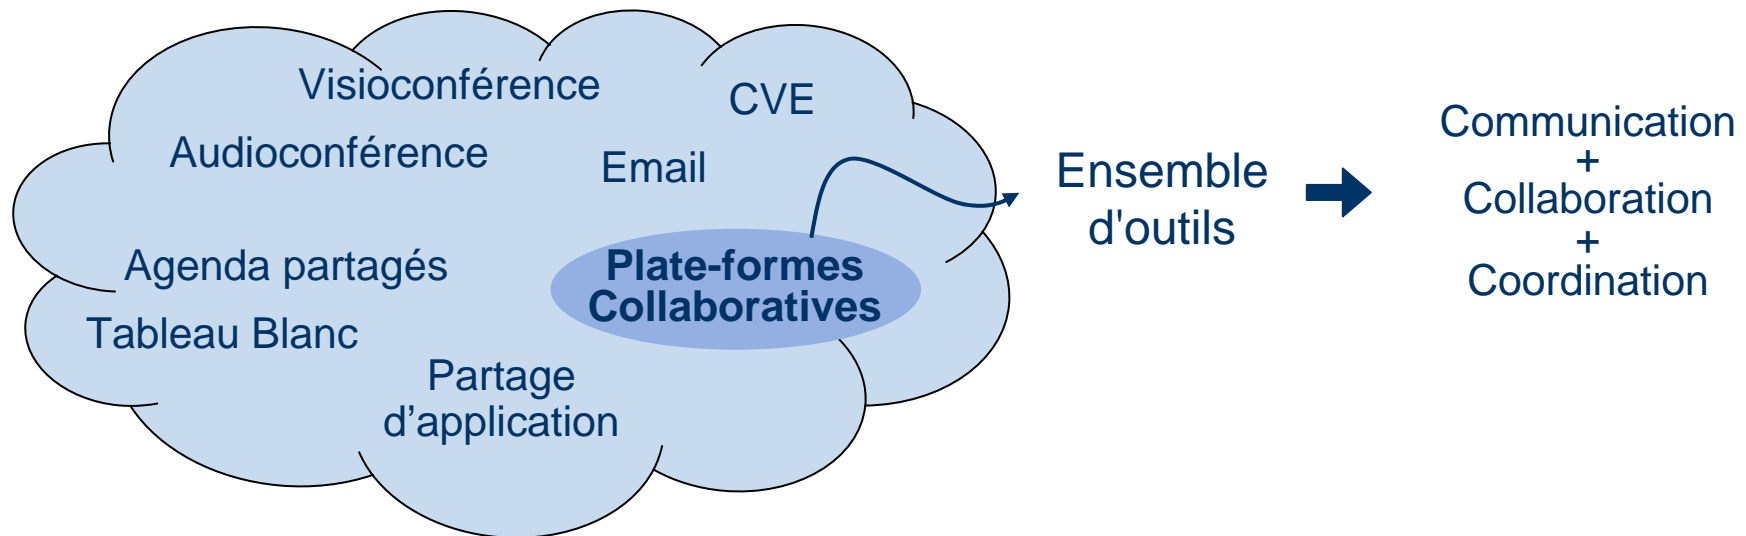 Visioconférence
CVE
Audioconférence
Email
Agenda partagés
Plate-formes
Collaboratives
Tableau Blanc
Partage
d’application
Ensemble
d'outils
Communication
+
Collaboration
+
Coordination